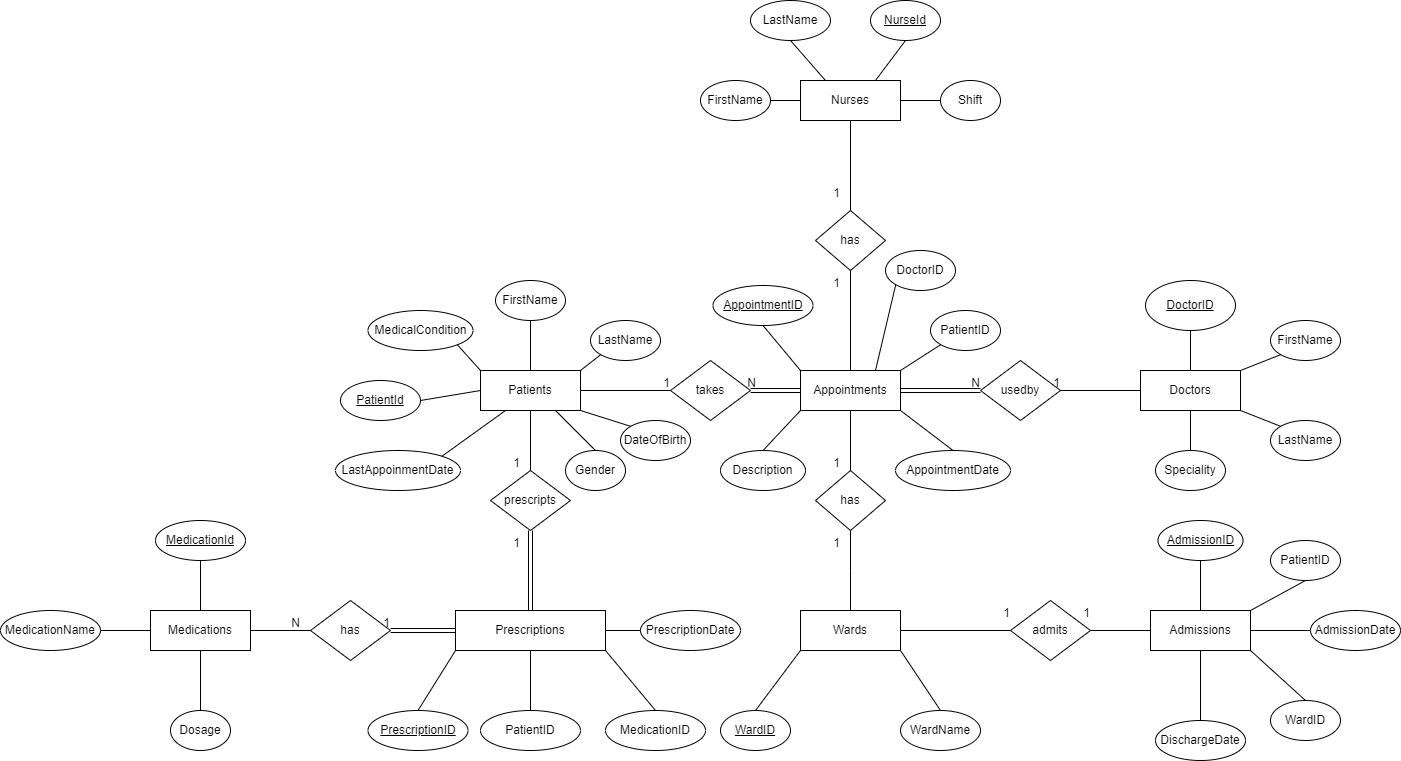 LastName
NurseId
FirstName
Nurses
Shift
1
has
1
DoctorID
FirstName
AppointmentID
DoctorID
MedicalCondition
LastName
PatientID
FirstName
PatientId
Patients
1
takes
N
Appointments
N
usedby
1
Doctors
DateOfBirth
LastName
LastAppoinmentDate
Gender
Description
AppointmentDate
Speciality
1
prescripts
1
1
has
1
MedicationId
AdmissionID
PatientID
MedicationName
Medications
N
has
1
Prescriptions
PrescriptionDate
Wards
1
admits
1
Admissions
AdmissionDate
Dosage
PrescriptionID
PatientID
MedicationID
WardID
WardName
WardID
DischargeDate